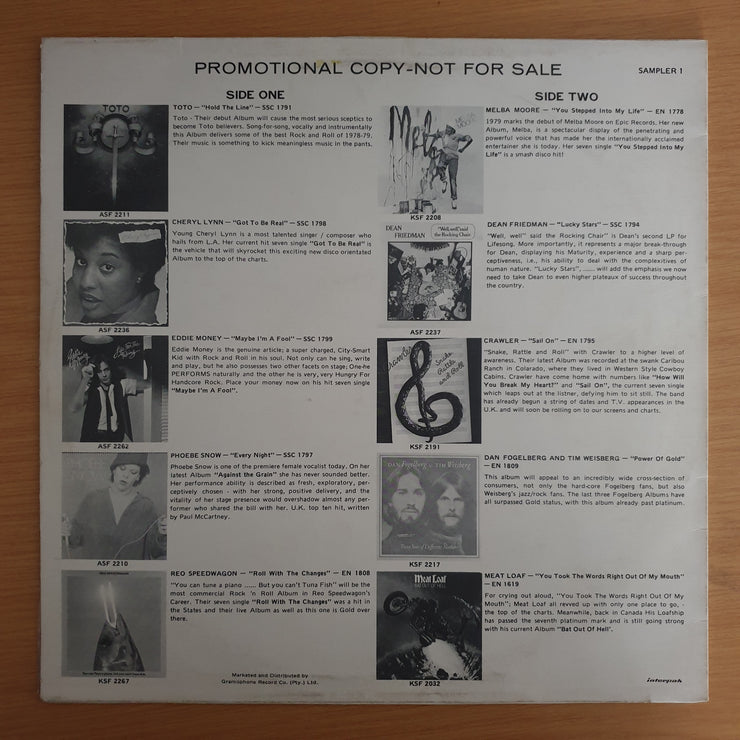 PROMOTIONAL COPY-NOT FOR SALE
SAMPLER 1
SIDE ONE
TOTO
ASF 2211
TOTO — "Hold The Line" — SSC 1791
Toto - Their debut Album will cause the most serious sceptics to
become Toto believers. Song-for-song, vocally and instrumentally
this Album delivers some of the best Rock and Roll of 1978-79.
Their music is something to kick meaningless music in the pants.
ASF 2236
CHERYL LYNN — "Got To Be Real" — SSC 1798
Young Cheryl Lynn is a most talented singer / composer who
hails from L.A. Her current hit seven single "Got To Be Real" is
the vehicle that will skyrocket this exciting new disco orientated
Album to the top of the charts.
ASF 2262
EDDIE MONEY — "Maybe I'm A Fool" — SSC 1799
Eddie Money is the genuine article; a super charged, City-Smart
Kid with Rock and Roll in his soul. Not only can he sing, write
and play, but he also possesses two other facets on stage; One-he
PERFORMS naturally and the other he is very, very Hungry For
Handcore Rock. Place your money now on his hit seven single
"Maybe I'm A Fool".
ASF 2210
PHOEBE SNOW — "Every Night" — SSC 1797
Phoebe Snow is one of the premiere female vocalist today. On her
latest Album "Against the Grain" she has never sounded better.
Her performance ability is described as fresh, exploratory, per-
ceptively chosen - with her strong, positive delivery, and the
vitality of her stage presence would overshadow almost any per-
former who shared the bill with her. U.K. top ten hit, written
by Paul McCartney.
KSF 2267
REO SPEEDWAGON — "Roll With The Changes" — EN 1808
"You can tune a piano ...... But you can't Tuna Fish" will be the
most commercial Rock 'n Roll Album in Reo Speedwagon's
Career. Their seven single "Roll With The Changes" was a hit in
the States and their live Album as well as this one is Gold over
there.
Marketed and Distributed by
Gramophone Record Co. (Pty.) Ltd.
SIDE TWO
Melba
KSF 2208
MELBA MOORE — "You Stepped Into My Life" — EN 1778
1979 marks the debut of Melba Moore on Epic Records. Her new
Album, Melba, is a spectacular display of the penetrating and
powerful voice that has made her the internationally acclaimed
entertainer she is today. Her seven single "You Stepped Into My
Life" is a smash disco hit!
DEAN
FRIEDMAN
"Well, well," said
the Rocking Chair
ASF 2237
DEAN FRIEDMAN — "Lucky Stars" — SSC 1794
"Well, well" said the Rocking Chair" is Dean's second LP for
Lifesong. More importantly, it represents a major break-through
for Dean, displaying his Maturity, experience and a sharp per-
ceptiveness, i.e., his ability to deal with the complexitives of
human nature. "Lucky Stars", ...... will add the emphasis we now
need to take Dean to even higher plateaus of success throughout
the country.
Crawler
Snake,
Rattle
and Roll
KSF 2191
CRAWLER — "Sail On" — EN 1795
"Snake, Rattle and Roll" with Crawler to a higher level of
awareness. Their latest Album was recorded at the swank Caribou
Ranch in Colorado, where they lived in Western Style Cowboy
Cabins. Crawler have come home with numbers like "How Will
You Break My Heart?" and "Sail On", the current seven single
which leaps out at the listner, defying him to sit still. The band
has already begun a string of dates and T.V. appearances in the
U.K. and will soon be rolling on to our screens and charts.
Dan Fogelberg & Tim Weisberg
Twin Sons of Different Mothers
KSF 2217
DAN FOGELBERG AND TIM WEISBERG — "Power Of Gold"
— EN 1809
This album will appeal to an incredibly wide cross-section of
consumers, not only the hard-core Fogelberg fans, but also
Weisberg's jazz/rock fans. The last three Fogelberg Albums have
all surpassed Gold status, with this album already past platinum.
Meat Loaf
BAT OUT OF HELL
KSF 2032
MEAT LOAF — "You Took The Words Right Out Of My Mouth"
— EN 1619
For crying out aloud, "You Took The Words Right Out Of My
Mouth"; Meat Loaf all revved up with only one place to go, -
the top of the charts. Meanwhile, back in Canada His Loafship
has passed the seventh platinum mark and is still going strong
with his current Album "Bat Out Of Hell".
interpak